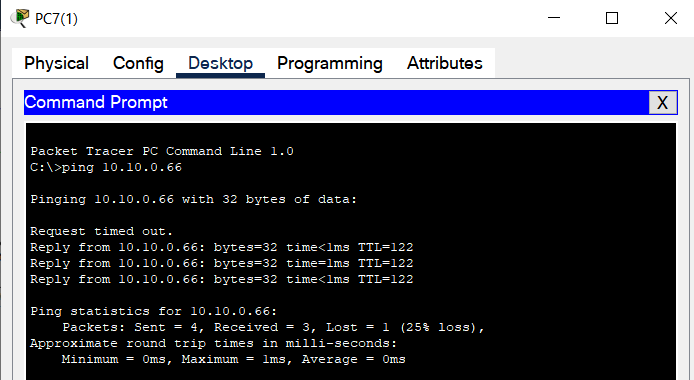 PC7(1)
Physical Config Desktop Programming Attributes
Command Prompt X
Packet Tracer PC Command Line 1.0
C:\>ping 10.10.0.66
Pinging 10.10.0.66 with 32 bytes of data:
Request timed out.
Reply from 10.10.0.66: bytes=32 time<1ms TTL=122
Reply from 10.10.0.66: bytes=32 time=1ms TTL=122
Reply from 10.10.0.66: bytes=32 time<1ms TTL=122
Ping statistics for 10.10.0.66:
Packets: Sent = 4, Received = 3, Lost = 1 (25% loss),
Approximate round trip times in milli-seconds:
Minimum = 0ms, Maximum = 1ms, Average = 0ms